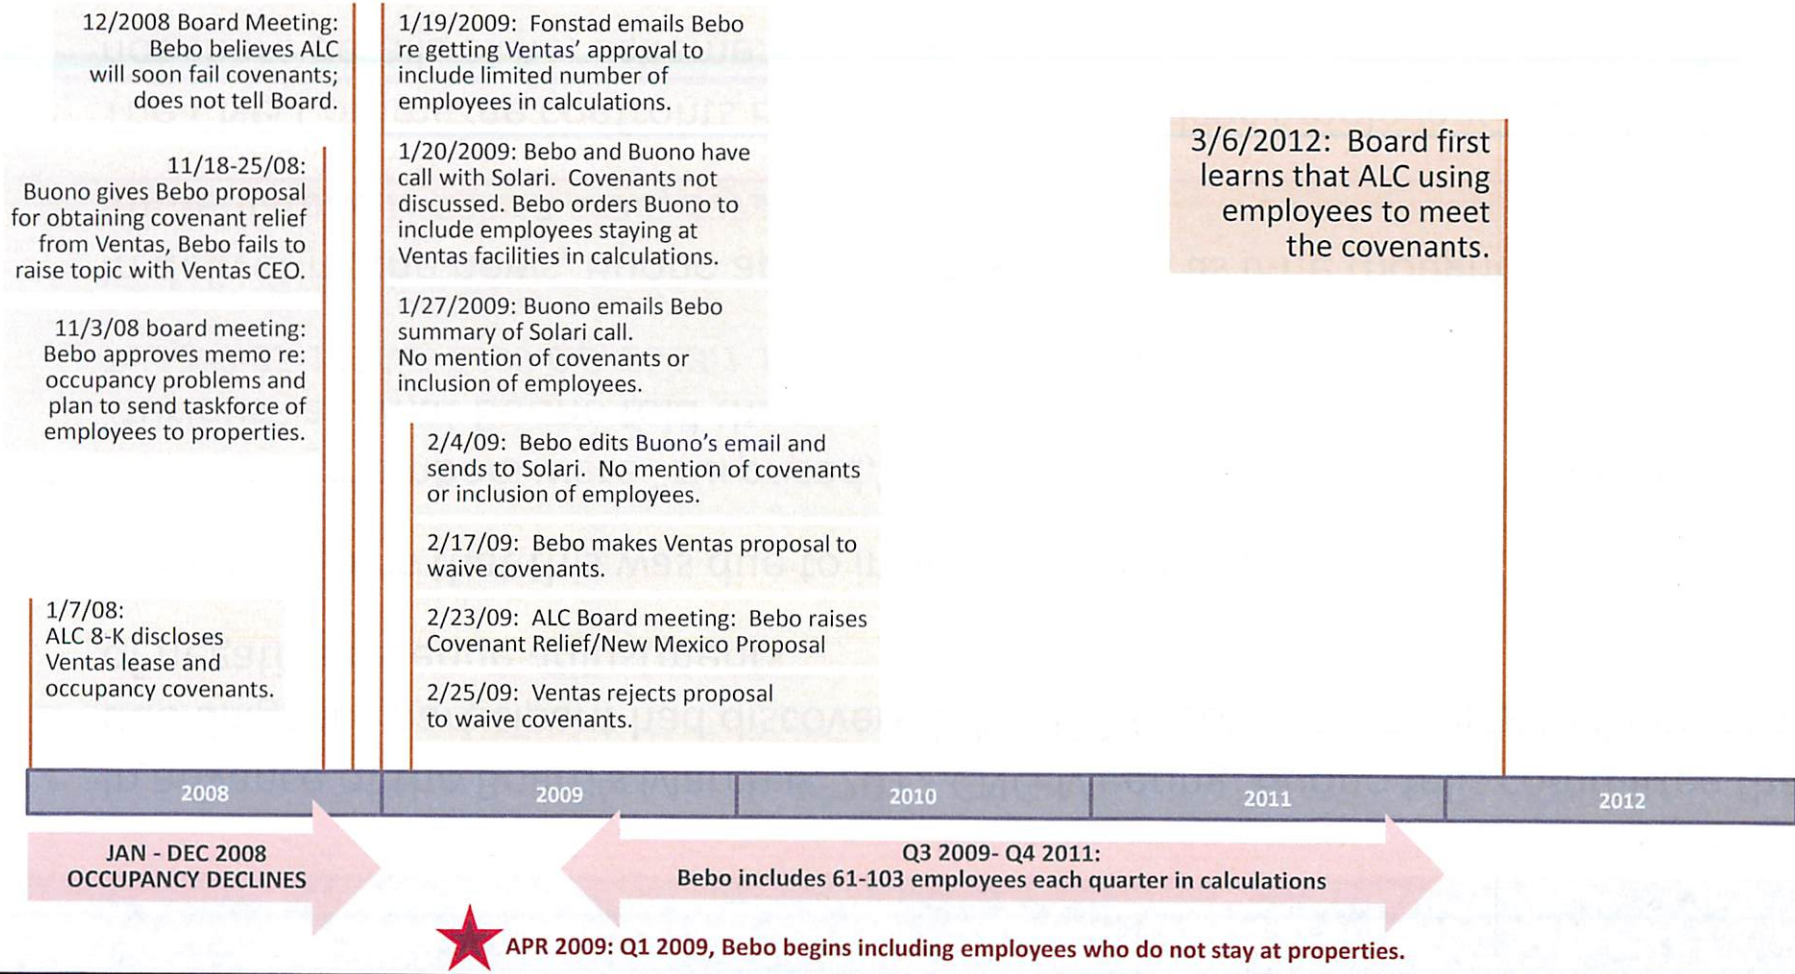 12/2008 Board Meeting:
Bebo believes ALC
will soon fail covenants;
does not tell Board.
11/18-25/08:
Buono gives Bebo proposal
for obtaining covenant relief
from Ventas, Bebo fails to
raise topic with Ventas CEO.
11/3/08 board meeting:
Bebo approves memo re:
occupancy problems and
plan to send taskforce of
employees to properties.
1/7/08:
ALC 8-K discloses
Ventas lease and
occupancy covenants.
1/19/2009: Fonstad emails Bebo
re getting Ventas' approval to
include limited number of
employees in calculations.
1/20/2009: Bebo and Buono have
call with Solari. Covenants not
discussed. Bebo orders Buono to
include employees staying at
Ventas facilities in calculations.
1/27/2009: Buono emails Bebo
summary of Solari call.
No mention of covenants or
inclusion of employees.
2/4/09: Bebo edits Buono's email and
sends to Solari. No mention of covenants
or inclusion of employees.
2/17/09: Bebo makes Ventas proposal to
waive covenants.
2/23/09: ALC Board meeting: Bebo raises
Covenant Relief/New Mexico Proposal
2/25/09: Ventas rejects proposal
to waive covenants.
3/6/2012: Board first
learns that ALC using
employees to meet
the covenants.
2008 2009 2010 2011 2012
JAN - DEC 2008
OCCUPANCY DECLINES
Q3 2009- Q4 2011:
Bebo includes 61-103 employees each quarter in calculations
APR 2009: Q1 2009, Bebo begins including employees who do not stay at properties.